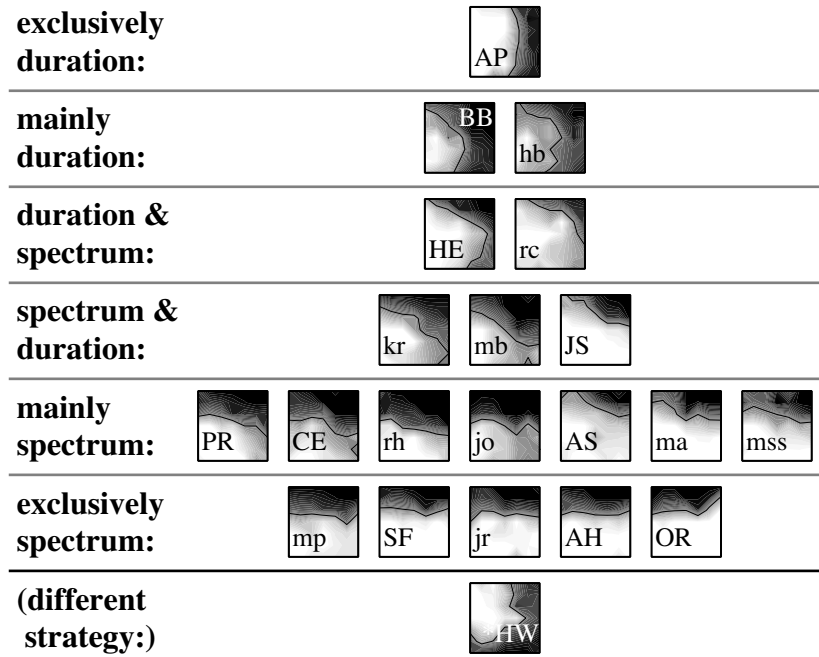 exclusively
duration:
AP
mainly
duration:
BB hb
duration &
spectrum:
HE rc
spectrum &
duration:
kr mb JS
mainly
spectrum:
PR CE rh jo AS ma mss
exclusively
spectrum:
mp SF jr AH OR
(different
strategy:)
HW